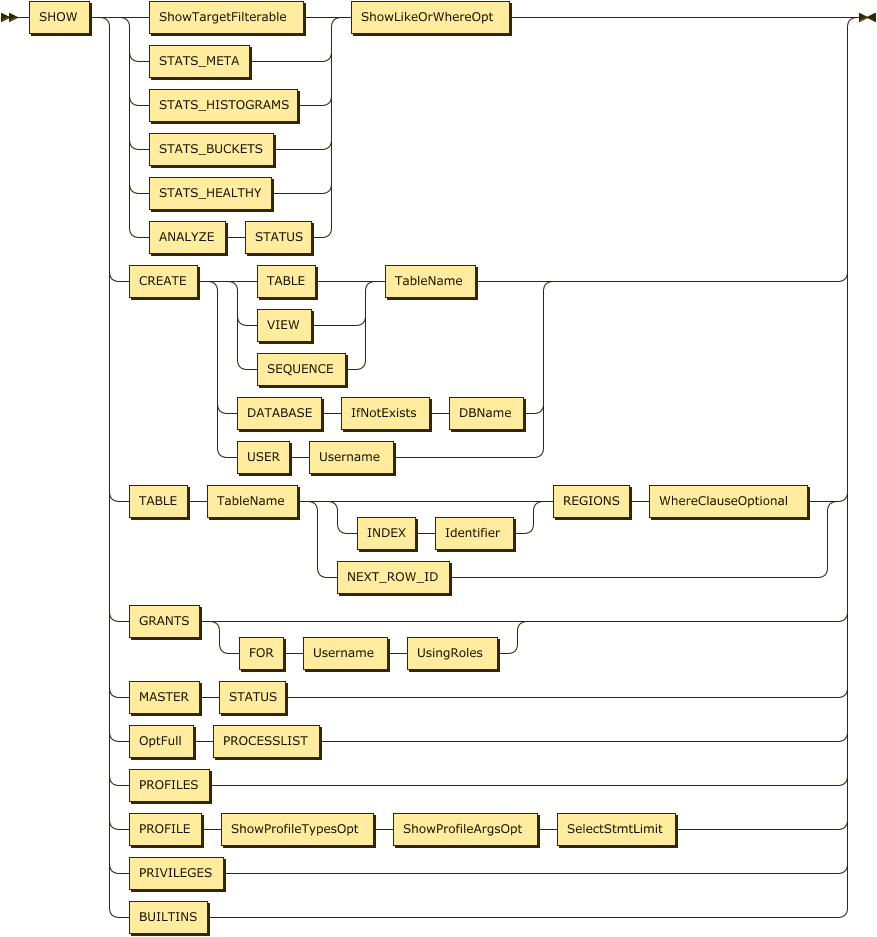 SHOW ShowTargetFilterable ShowLikeOrWhereOpt
STATS_META
STATS_HISTOGRAMS
STATS_BUCKETS
STATS_HEALTHY
ANALYZE STATUS
CREATE TABLE TableName
VIEW
SEQUENCE
DATABASE IfNotExists DBName
USER Username
TABLE TableName REGIONS WhereClauseOptional
INDEX Identifier
NEXT_ROW_ID
GRANTS
FOR Username UsingRoles
MASTER STATUS
OptFull PROCESSLIST
PROFILES
PROFILE ShowProfileTypesOpt ShowProfileArgsOpt SelectStmtLimit
PRIVILEGES
BUILTINS